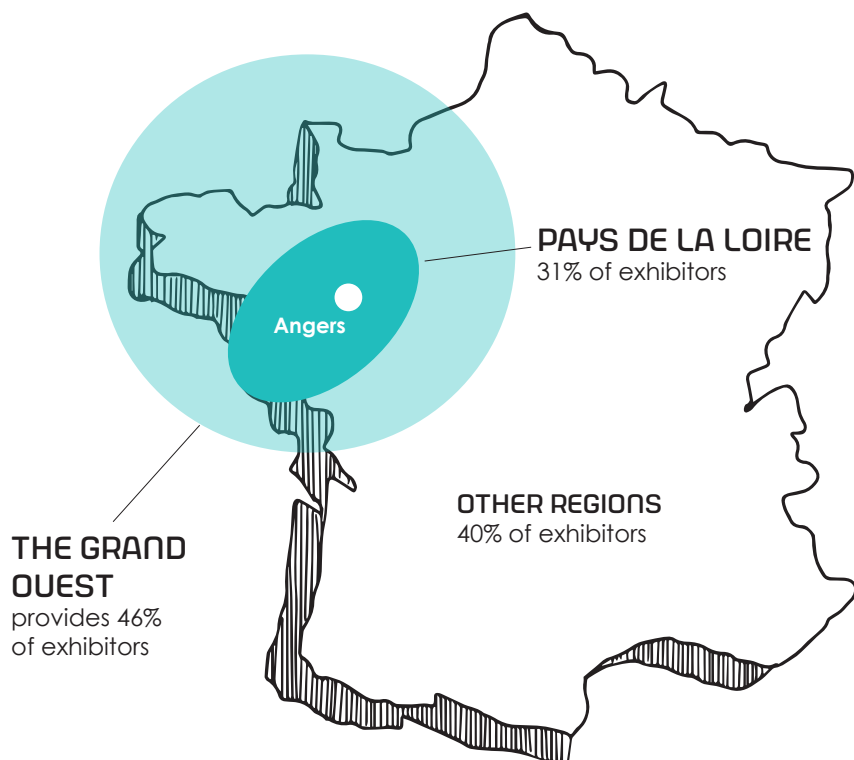 PAYS DE LA LOIRE
31% of exhibitors
Angers
OTHER REGIONS
40% of exhibitors
THE GRAND
OUEST
provides 46%
of exhibitors